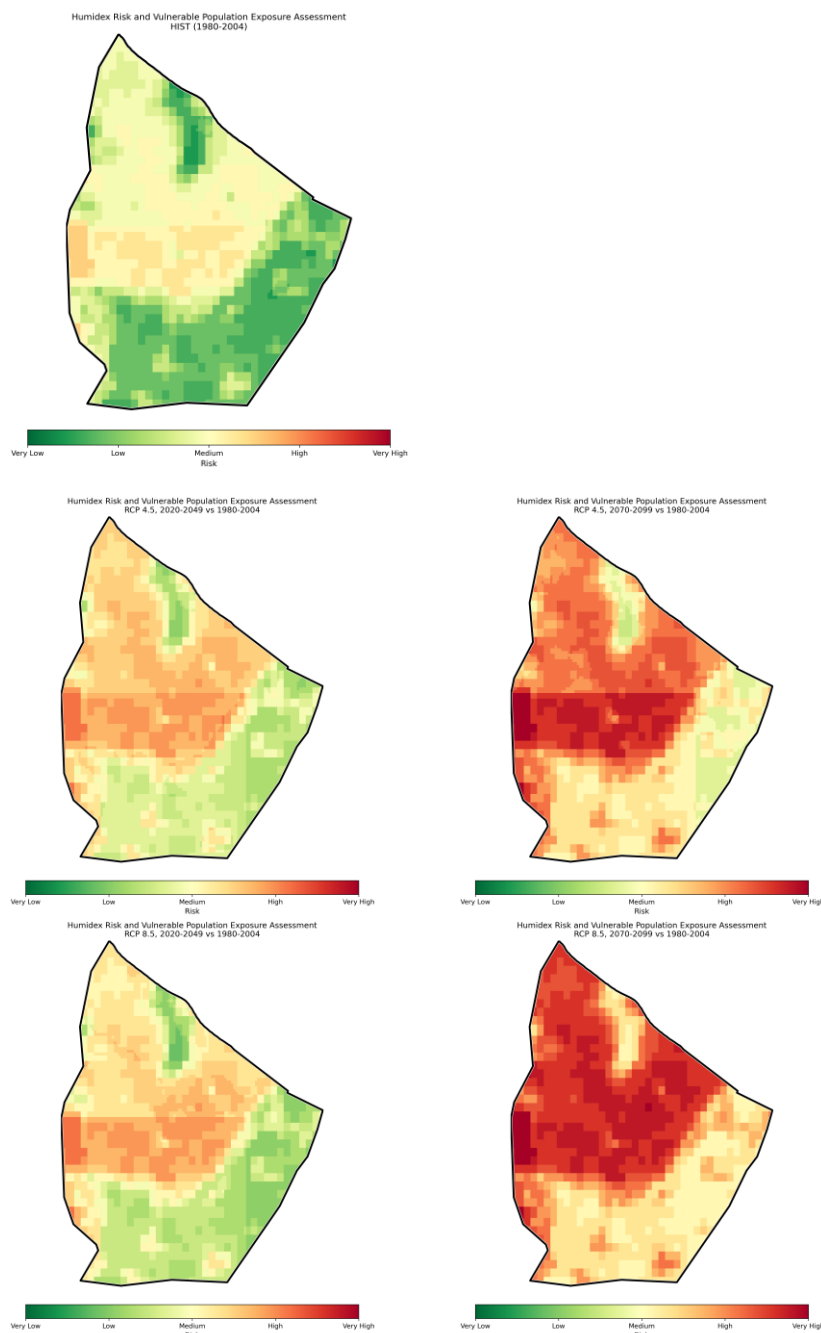 Humidex Risk and Vulnerable Population Exposure Assessment
HIST (1980-2004)
Very Low Low Medium High Very High
Risk
Humidex Risk and Vulnerable Population Exposure Assessment
RCP 4.5, 2020-2049 vs 1980-2004
Very Low Low Medium High Very High
Risk
Humidex Risk and Vulnerable Population Exposure Assessment
RCP 4.5, 2070-2099 vs 1980-2004
Very Low Low Medium High Very High
Risk
Humidex Risk and Vulnerable Population Exposure Assessment
RCP 8.5, 2020-2049 vs 1980-2004
Very Low Low Medium High Very High
Risk
Humidex Risk and Vulnerable Population Exposure Assessment
RCP 8.5, 2070-2099 vs 1980-2004
Very Low Low Medium High Very High
Risk